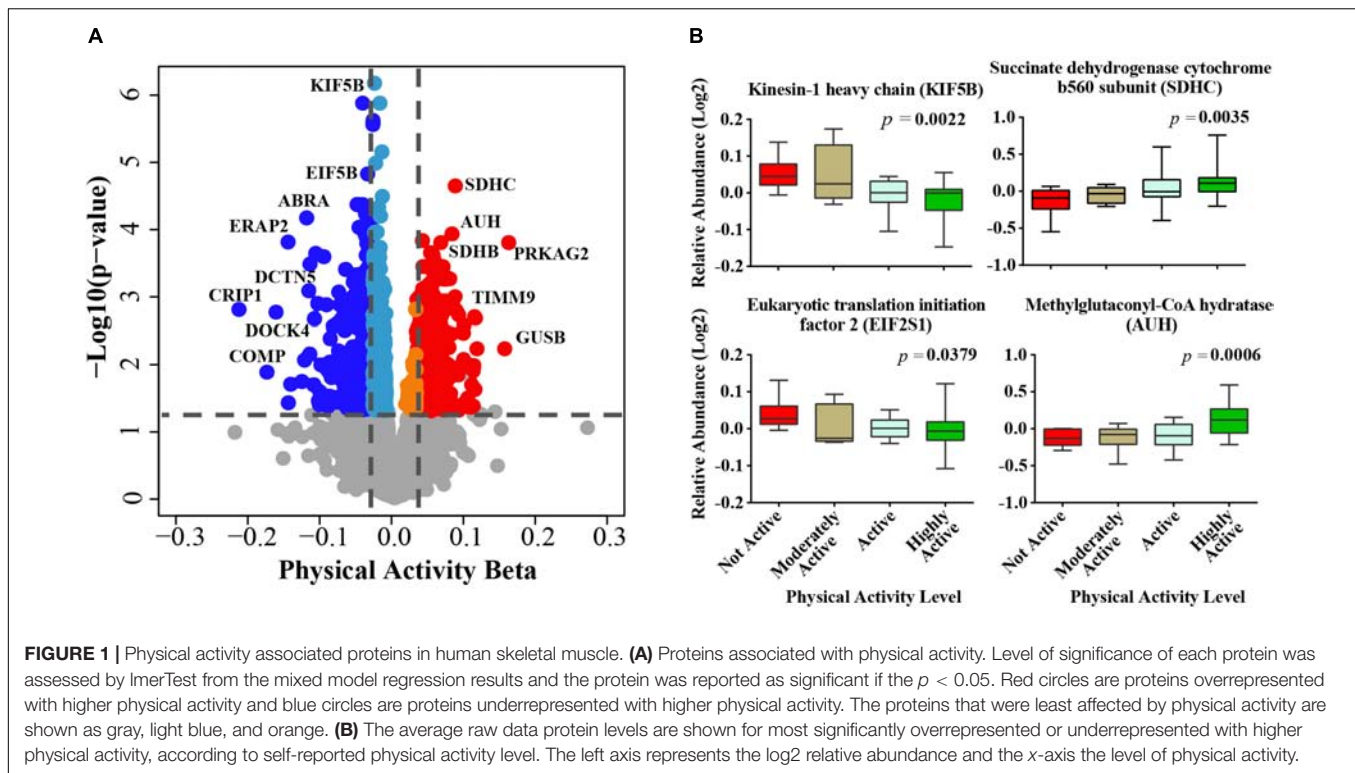 A
−Log10(p−value)
6
5
4
3
2
1
0
KIF5B
EIF5B
ABRA
ERAP2
DCTN5
CRIP1
DOCK4
COMP
SDHC
AUH
SDHB
PRKAG2
TIMM9
GUSB
−0.3 −0.2 −0.1 0.0 0.1 0.2 0.3
Physical Activity Beta
B
Kinesin-1 heavy chain (KIF5B)
p = 0.0022
Relative Abundance (Log2)
0.2
0.1
0.0
-0.1
-0.2
Succinate dehydrogenase cytochrome
b560 subunit (SDHC)
p = 0.0035
1.0
0.5
0.0
-0.5
-1.0
Eukaryotic translation initiation
factor 2 (EIF2S1)
p = 0.0379
Relative Abundance (Log2)
0.2
0.1
0.0
-0.1
-0.2
Not Active
Moderately
Active
Active
Highly
Active
Physical Activity Level
Methylglutaconyl-CoA hydratase
(AUH)
p = 0.0006
1.0
0.5
0.0
-0.5
-1.0
Not Active
Moderately
Active
Active
Highly
Active
Physical Activity Level
FIGURE 1 | Physical activity associated proteins in human skeletal muscle. (A) Proteins associated with physical activity. Level of significance of each protein was
assessed by lmerTest from the mixed model regression results and the protein was reported as significant if the p < 0.05. Red circles are proteins overrepresented
with higher physical activity and blue circles are proteins underrepresented with higher physical activity. The proteins that were least affected by physical activity are
shown as gray, light blue, and orange. (B) The average raw data protein levels are shown for most significantly overrepresented or underrepresented with higher
physical activity, according to self-reported physical activity level. The left axis represents the log2 relative abundance and the x-axis the level of physical activity.